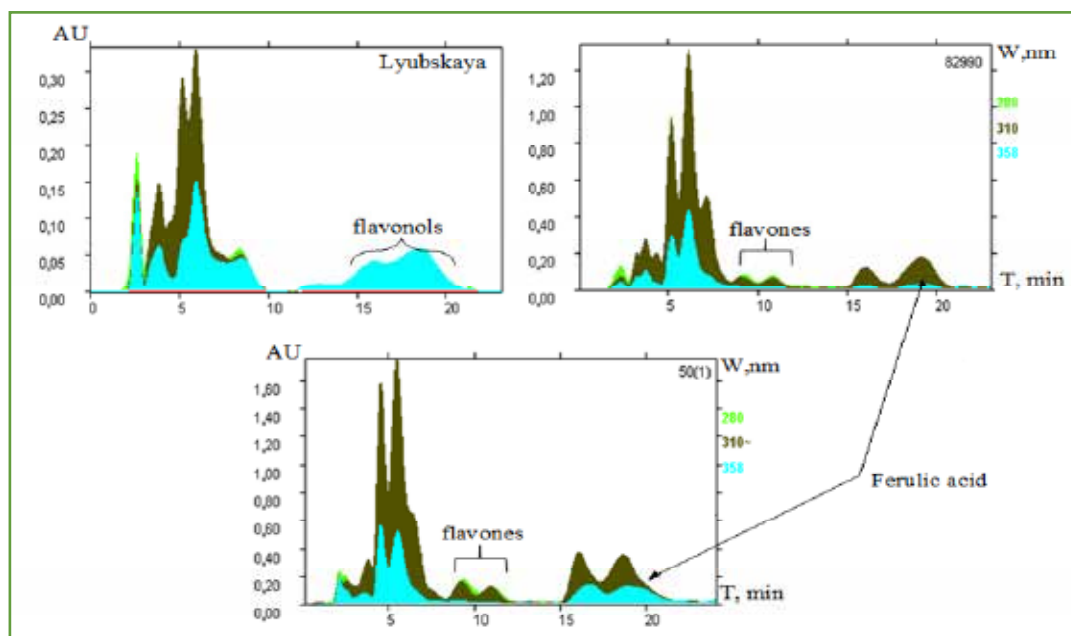 AU
Lyubskaya
0,30
0,25
0,20
0,15
0,10
0,05
0,00
flavonols
0 5 10 15 20
W,nm
82990
1,20
1,00
0,80
0,60
0,40
0,20
0,00
280
310
358
flavones
T, min
5 10 15 20
AU
W,nm
50(1)
1,60
1,40
1,20
1,00
0,80
0,60
0,40
0,20
0,00
280
310~
358
flavones
Ferulic acid
T, min
5 10 15 20